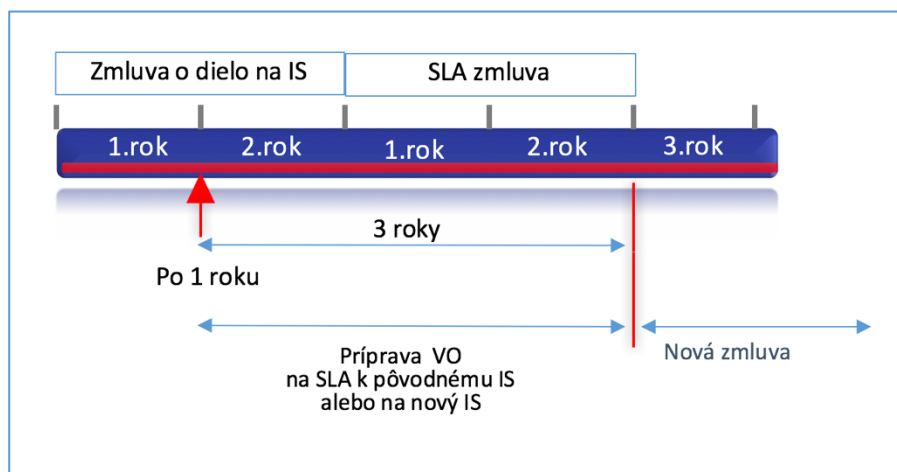 Zmluva o dielo na IS
SLA zmluva
1.rok
2.rok
1.rok
2.rok
3.rok
3 roky
Po 1 roku
Príprava VO
na SLA k pôvodnému IS
alebo na nový IS
Nová zmluva